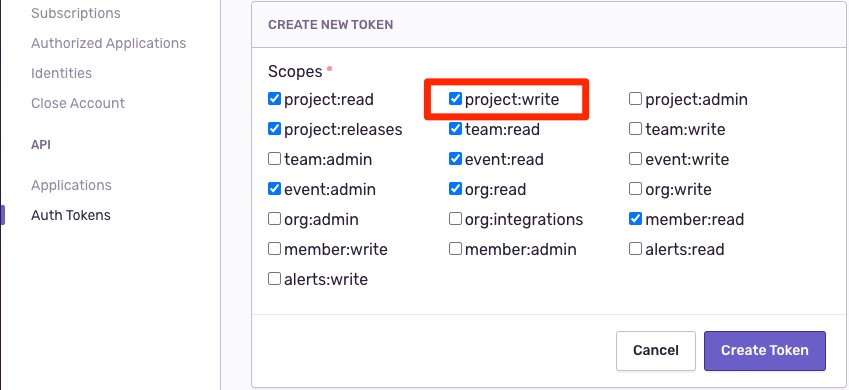 Subscriptions
Authorized Applications
Identities
Close Account
API
Applications
Auth Tokens
CREATE NEW TOKEN
Scopes *
project:read project:write project:admin
project:releases team:read team:write
team:admin event:read event:write
event:admin org:read org:write
org:admin org:integrations member:read
member:write member:admin alerts:read
alerts:write
Cancel Create Token